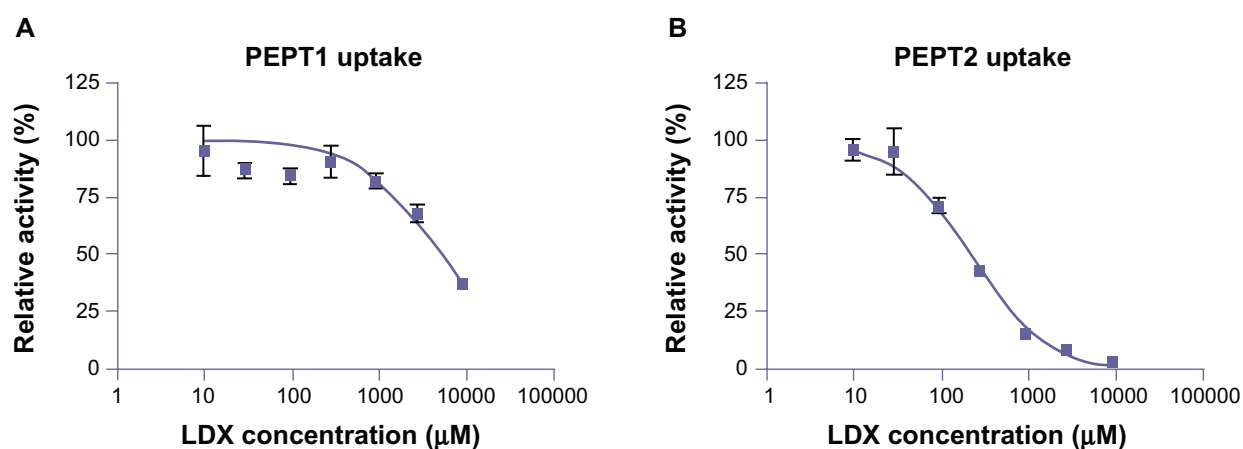 A
PEPT1 uptake
Relative activity (%)
125
100
75
50
25
0
1 10 100 1000 10000 100000
LDX concentration (μM)
B
PEPT2 uptake
Relative activity (%)
125
100
75
50
25
0
1 10 100 1000 10000 100000
LDX concentration (μM)